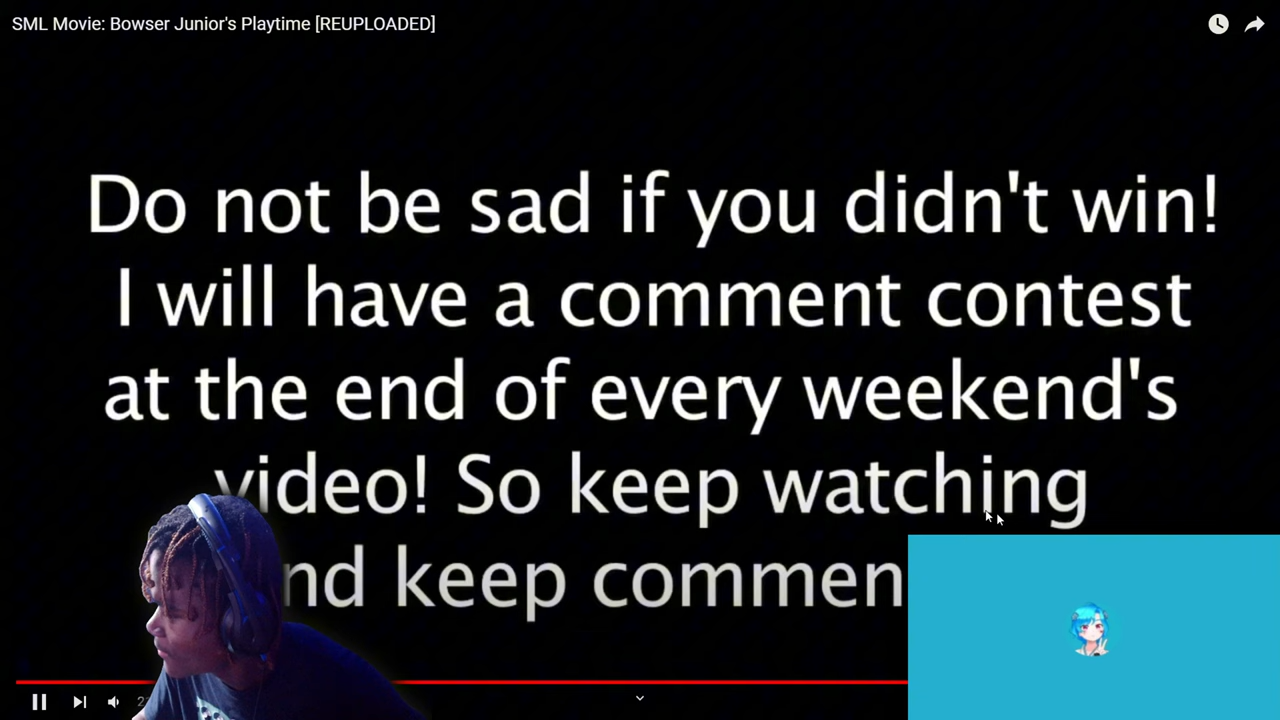 SML Movie: Bowser Junior's Playtime [REUPLOADED]
Do not be sad if you didn't win!
I will have a comment contest
at the end of every weekend's
video! So keep watching
nd keep commen